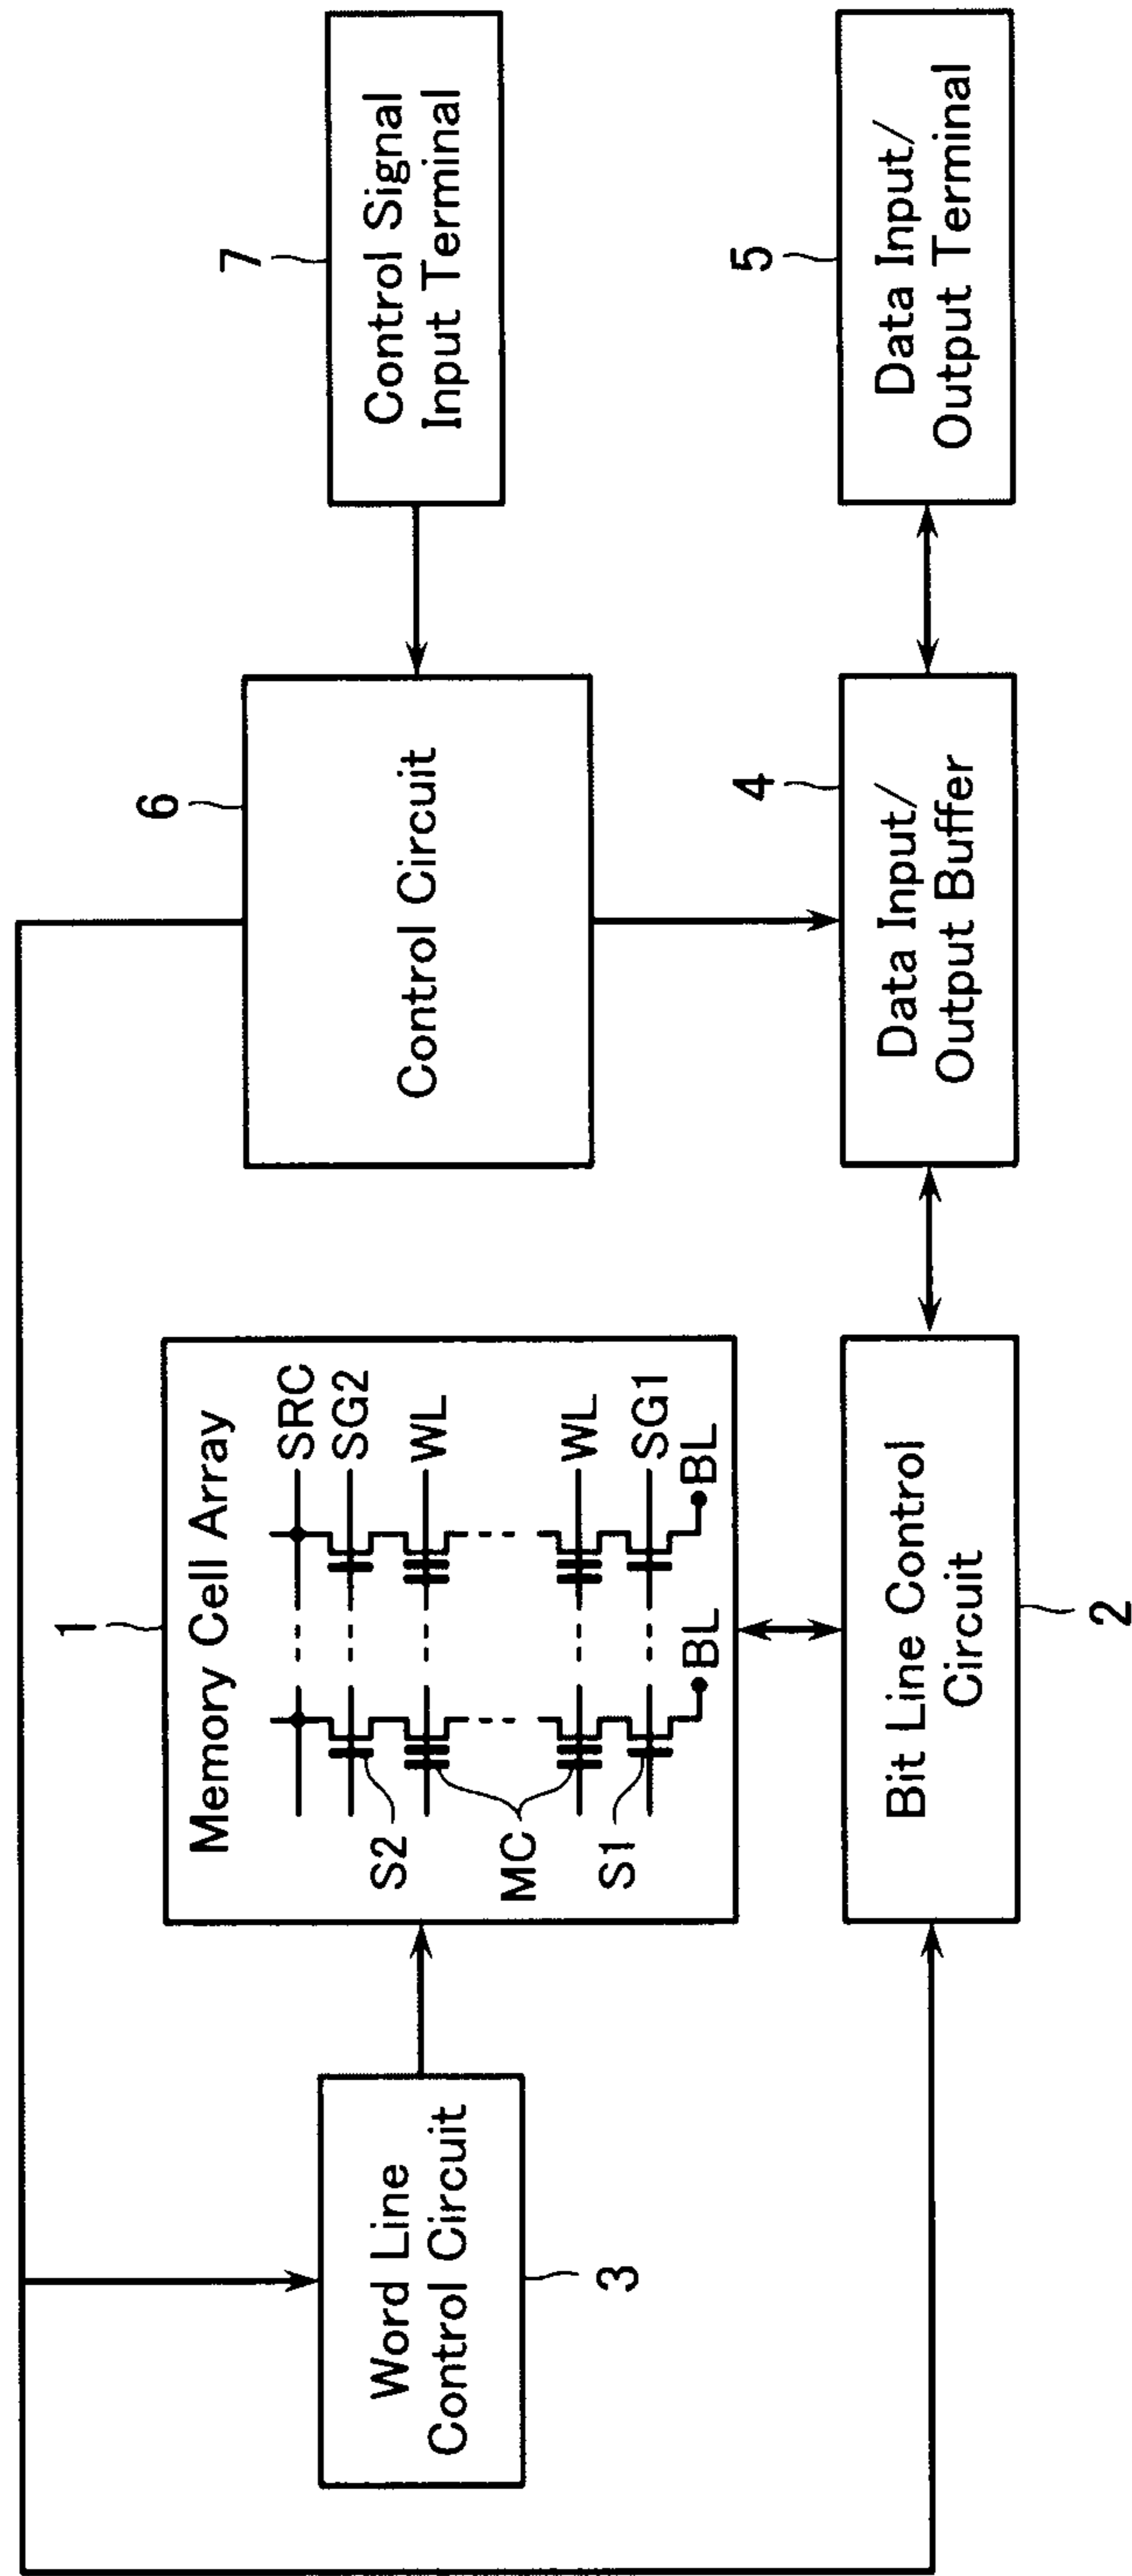 7
Control Signal
Input Terminal
6
Control Circuit
5
Data Input/
Output Terminal
4
Data Input/
Output Buffer
1
Memory Cell Array
SRC
SG2
WL
WL
SG1
BL
BL
S2
MC
S1
Bit Line Control
Circuit
2
Word Line
Control Circuit
3